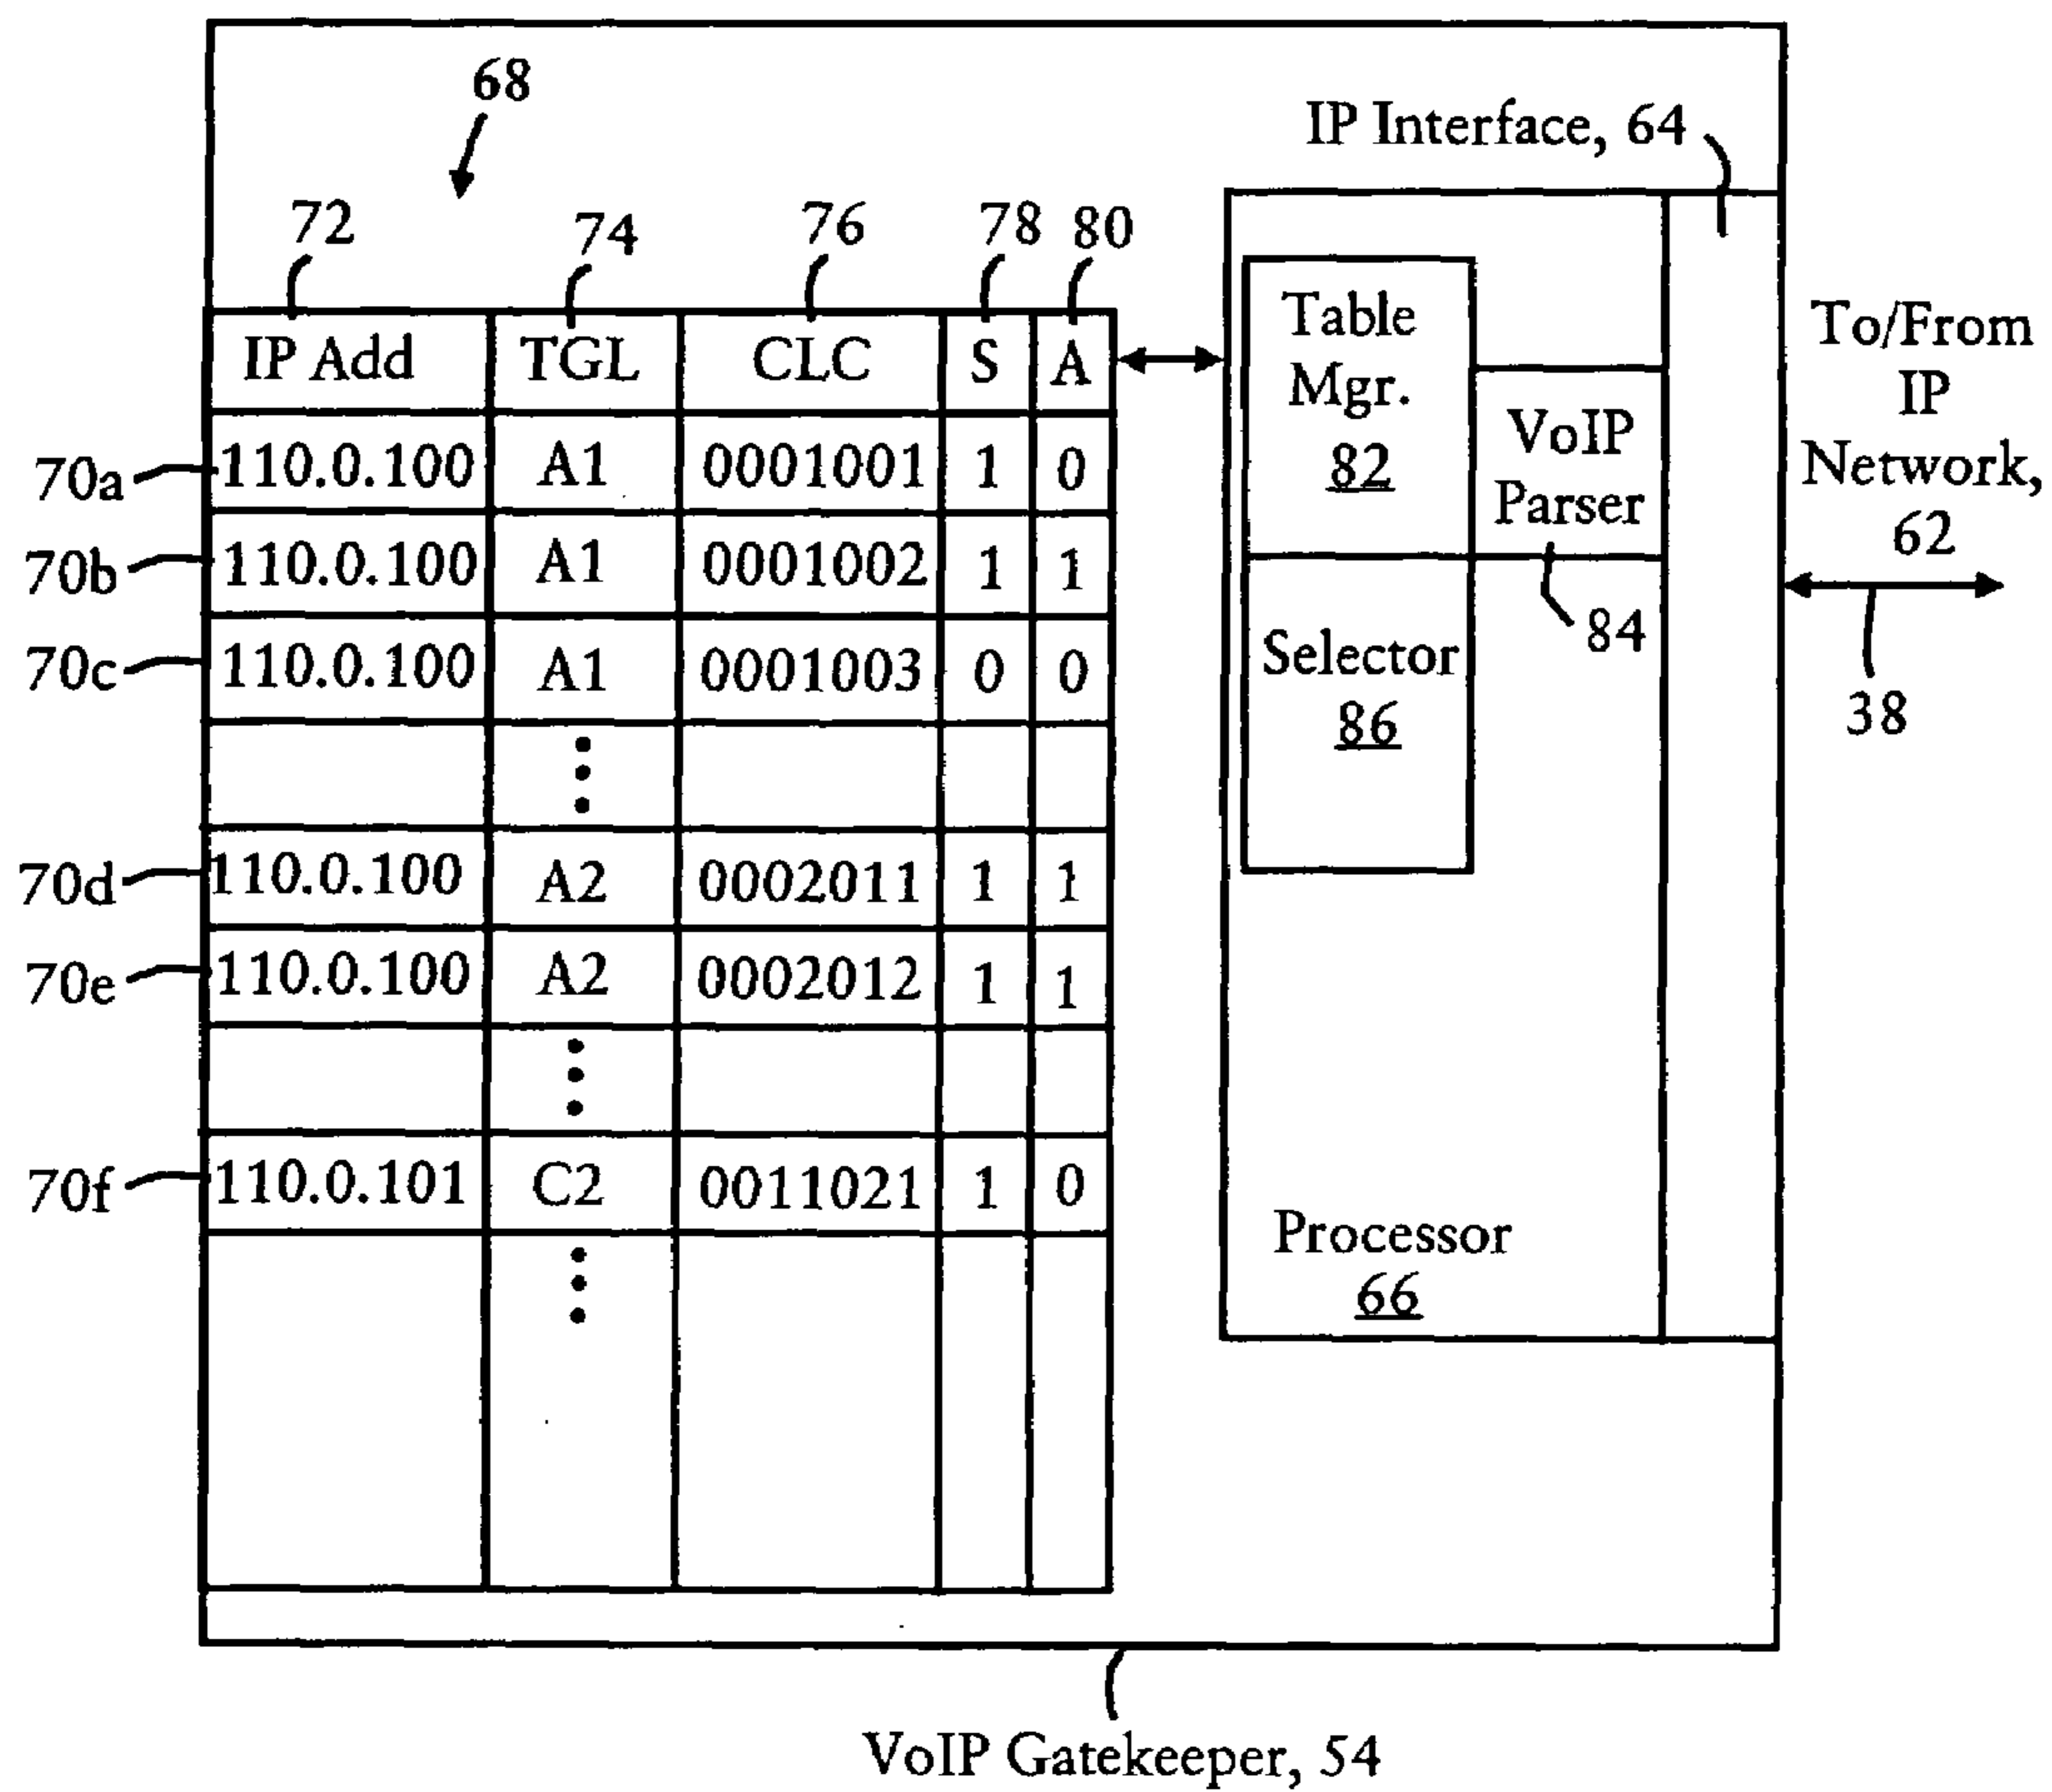 68
IP Interface, 64
72 74 76 78 80
IP Add TGL CLC S A
70a 110.0.100 A1 0001001 1 0
70b 110.0.100 A1 0001002 1 1
70c 110.0.100 A1 0001003 0 0
70d 110.0.100 A2 0002011 1 1
70e 110.0.100 A2 0002012 1 1
70f 110.0.101 C2 0011021 1 0
Table
Mgr.
82
VoIP
Parser
84
Selector
86
Processor
66
To/From
IP
Network,
62
38
VoIP Gatekeeper, 54